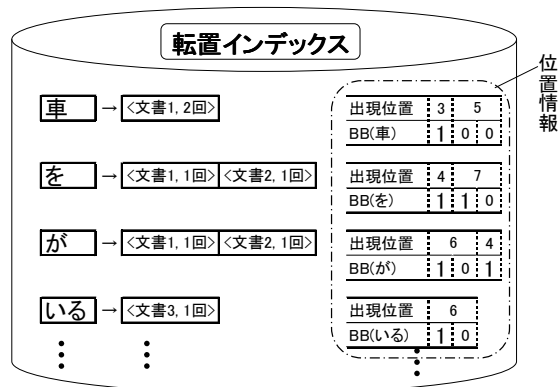 転置インデックス
位置情報
車 → <文書1, 2回>
出現位置 3 5
BB(車) 1 0 0
を → <文書1, 1回> <文書2, 1回>
出現位置 4 7
BB(を) 1 1 0
が → <文書1, 1回> <文書2, 1回>
出現位置 6 4
BB(が) 1 0 1
いる → <文書3, 1回>
出現位置 6
BB(いる) 1 0